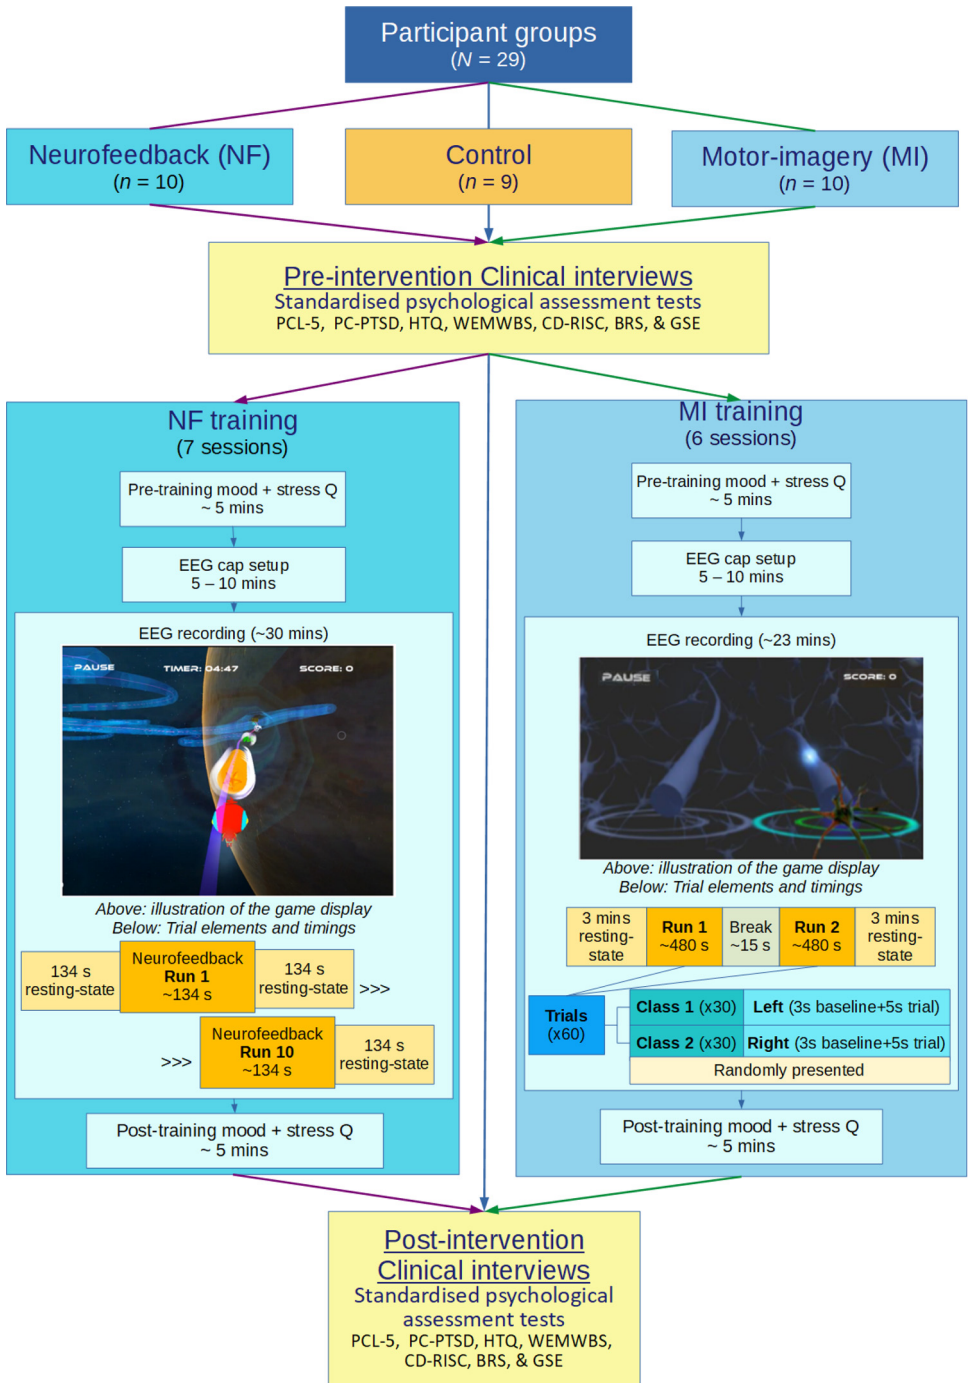 Participant groups
(N = 29)
Neurofeedback (NF)
(n = 10)
Control
(n = 9)
Motor-imagery (MI)
(n = 10)
Pre-intervention Clinical interviews
Standardised psychological assessment tests
PCL-5, PC-PTSD, HTQ, WEMWBS, CD-RISC, BRS, & GSE
NF training
(7 sessions)
Pre-training mood + stress Q
~ 5 mins
EEG cap setup
5 – 10 mins
EEG recording (~30 mins)
PAUSE
TIMER: 04:47
SCORE: 0
Above: illustration of the game display
Below: Trial elements and timings
134 s
resting-state
Neurofeedback
Run 1
~134 s
134 s
resting-state
>>>
>>>
Neurofeedback
Run 10
~134 s
134 s
resting-state
Post-training mood + stress Q
~ 5 mins
MI training
(6 sessions)
Pre-training mood + stress Q
~ 5 mins
EEG cap setup
5 – 10 mins
EEG recording (~23 mins)
PAUSE
SCORE: 0
Above: illustration of the game display
Below: Trial elements and timings
3 mins
resting-
state
Run 1
~480 s
Break
~15 s
Run 2
~480 s
3 mins
resting-
state
Trials
(x60)
Class 1 (x30)
Left (3s baseline+5s trial)
Class 2 (x30)
Right (3s baseline+5s trial)
Randomly presented
Post-training mood + stress Q
~ 5 mins
Post-intervention
Clinical interviews
Standardised psychological
assessment tests
PCL-5, PC-PTSD, HTQ, WEMWBS,
CD-RISC, BRS, & GSE